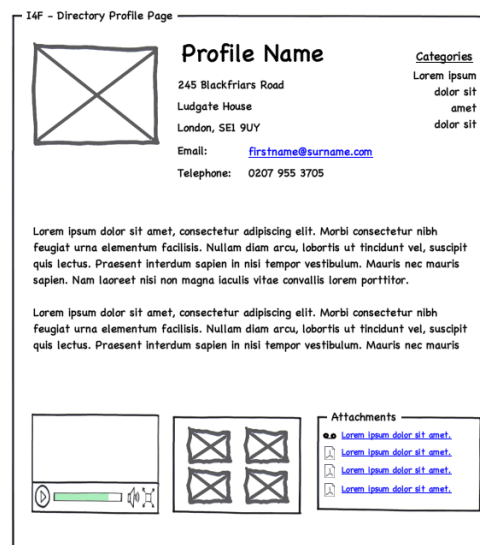 I4F - Directory Profile Page
Profile Name
245 Blackfriars Road
Ludgate House
London, SE1 9UY
Email: firstname@surname.com
Telephone: 0207 955 3705
Categories
Lorem ipsum
dolor sit
amet
dolor sit
Lorem ipsum dolor sit amet, consectetur adipiscing elit. Morbi consectetur nibh
feugiat urna elementum facilisis. Nullam diam arcu, lobortis ut tincidunt vel, suscipit
quis lectus. Praesent interdum sapien in nisi tempor vestibulum. Mauris nec mauris
sapien. Nam laoreet nisi non magna iaculis vitae convallis lorem porttitor.
Lorem ipsum dolor sit amet, consectetur adipiscing elit. Morbi consectetur nibh
feugiat urna elementum facilisis. Nullam diam arcu, lobortis ut tincidunt vel, suscipit
quis lectus. Praesent interdum sapien in nisi tempor vestibulum. Mauris nec mauris
Attachments
Lorem ipsum dolor sit amet.
Lorem ipsum dolor sit amet.
Lorem ipsum dolor sit amet.
Lorem ipsum dolor sit amet.